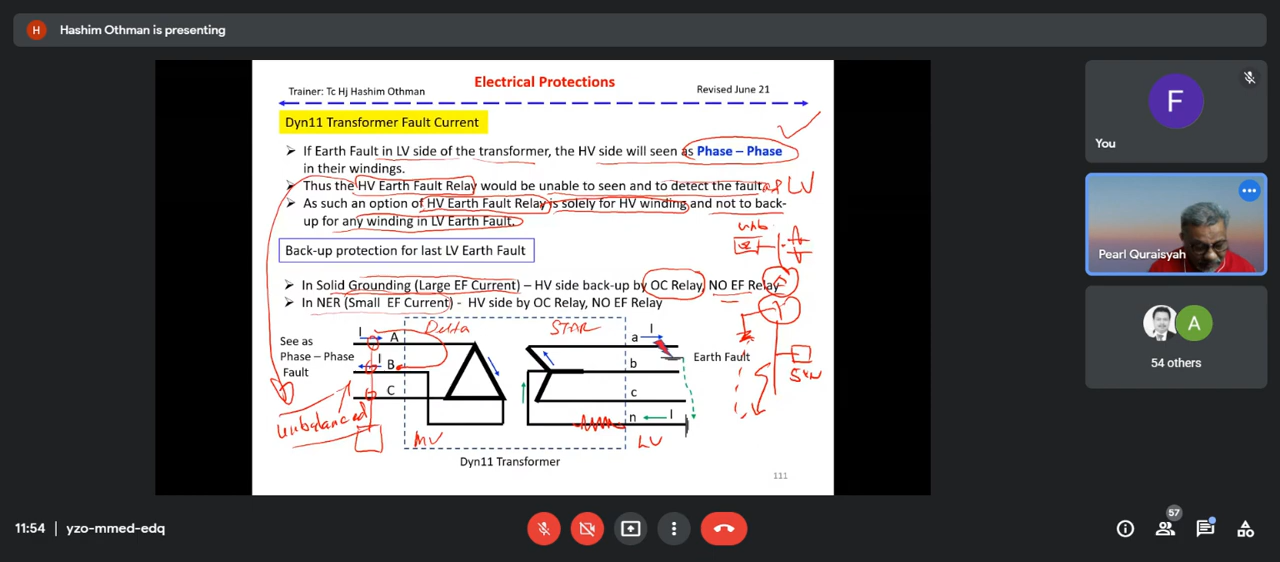 H Hashim Othman is presenting
Electrical Protections
Trainer: Tc Hj Hashim Othman
Revised June 21
Dyn11 Transformer Fault Current
➢ If Earth Fault in LV side of the transformer, the HV side will seen as Phase – Phase
in their windings.
➢ Thus the HV Earth Fault Relay would be unable to seen and to detect the fault LV
➢ As such an option of HV Earth Fault Relay is solely for HV winding and not to back-
up for any winding in LV Earth Fault.
unb
Back-up protection for last LV Earth Fault
➢ In Solid Grounding (Large EF Current) – HV side back-up by OC Relay, NO EF Relay
➢ In NER (Small EF Current) - HV side by OC Relay, NO EF Relay
Delta
STAR
See as
Phase – Phase
Fault
I
A
I
B
C
a
I
b
c
n
I
Earth Fault
unbalanced
MV
LV
Dyn11 Transformer
111
F
You
Pearl Quraisyah
A
54 others
11:54 | yzo-mmed-edq
57